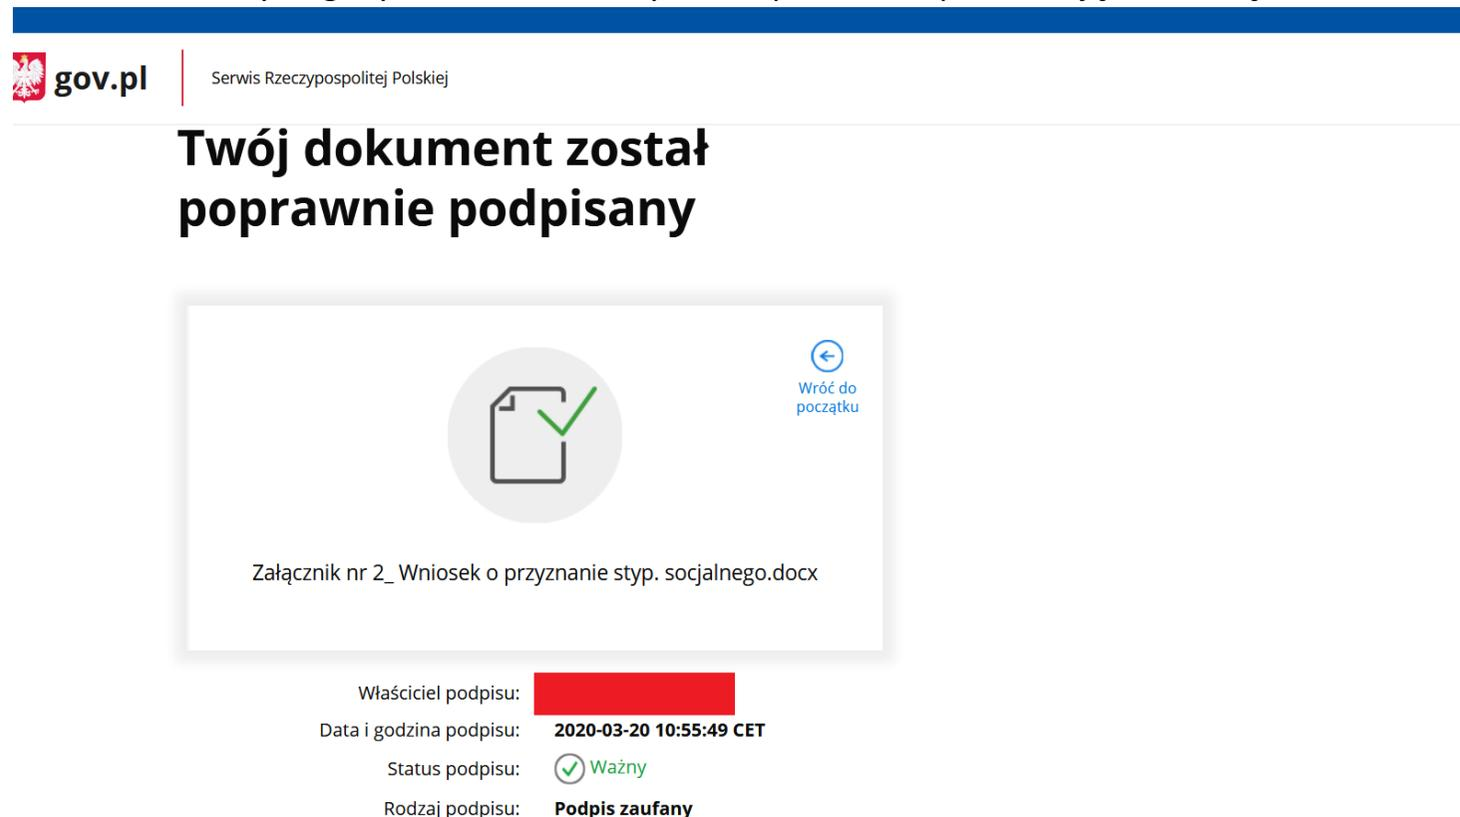 gov.pl
Serwis Rzeczypospolitej Polskiej
Twój dokument został
poprawnie podpisany
Wróć do
początku
Załącznik nr 2_ Wniosek o przyznanie styp. socjalnego.docx
Właściciel podpisu:
Data i godzina podpisu: 2020-03-20 10:55:49 CET
Status podpisu: Ważny
Rodzaj podpisu: Podpis zaufany